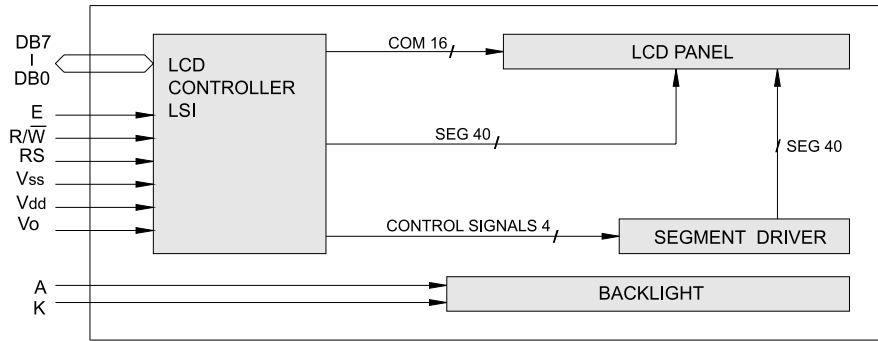 DB7
DB0
E
R/W̅
RS
Vss
Vdd
Vo
A
K
LCD
CONTROLLER
LSI
COM 16
SEG 40
CONTROL SIGNALS 4
LCD PANEL
SEG 40
SEGMENT DRIVER
BACKLIGHT